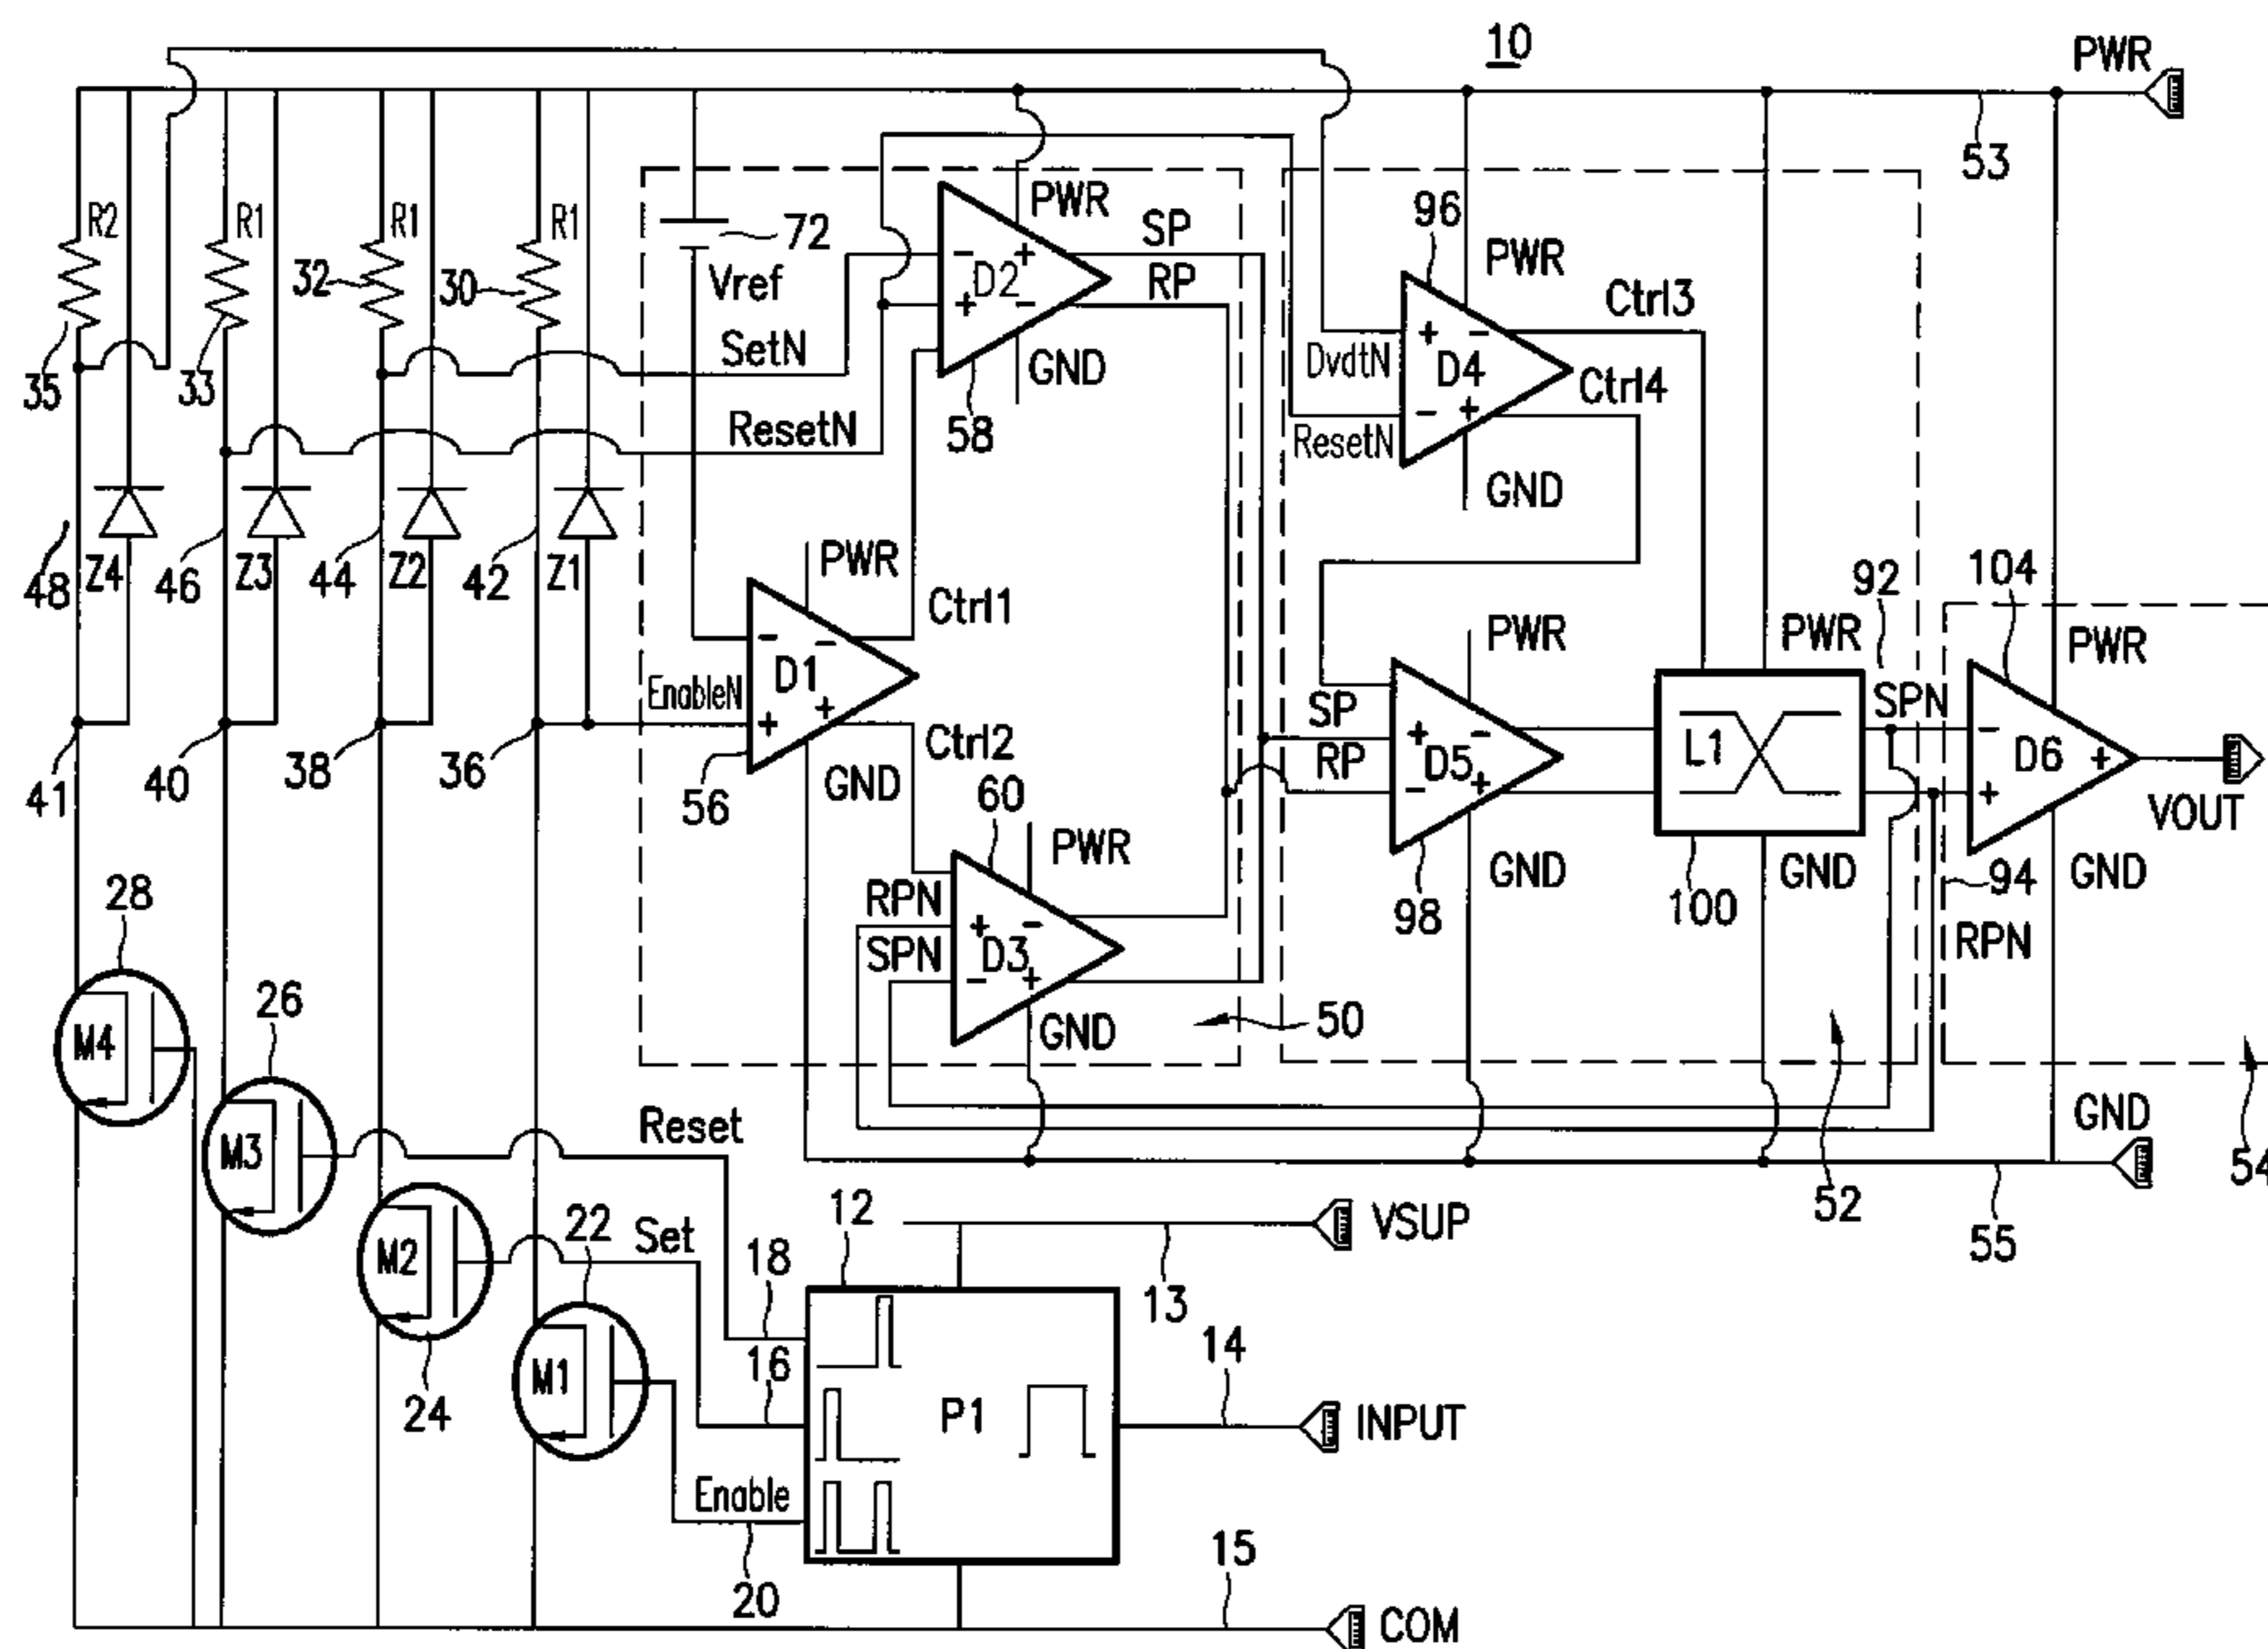 10
PWR
53
R2
R1
R1
R1
32
30
35
33
72
Vref
SetN
ResetN
PWR
D2
SP
RP
GND
58
96
PWR
Ctrl3
DvdtN
D4
Ctrl4
ResetN
GND
48
Z4
46
Z3
44
Z2
42
Z1
PWR
Ctrl1
D1
EnableN
Ctrl2
GND
56
41
40
38
36
60
PWR
RPN
SPN
D3
GND
50
PWR
SP
RP
D5
GND
98
PWR
L1
GND
100
92
SPN
104
PWR
D6
VOUT
94
GND
RPN
28
M4
26
M3
Reset
M2
24
Set
22
M1
12
18
16
P1
Enable
20
VSUP
13
14
INPUT
15
COM
52
GND
55
54